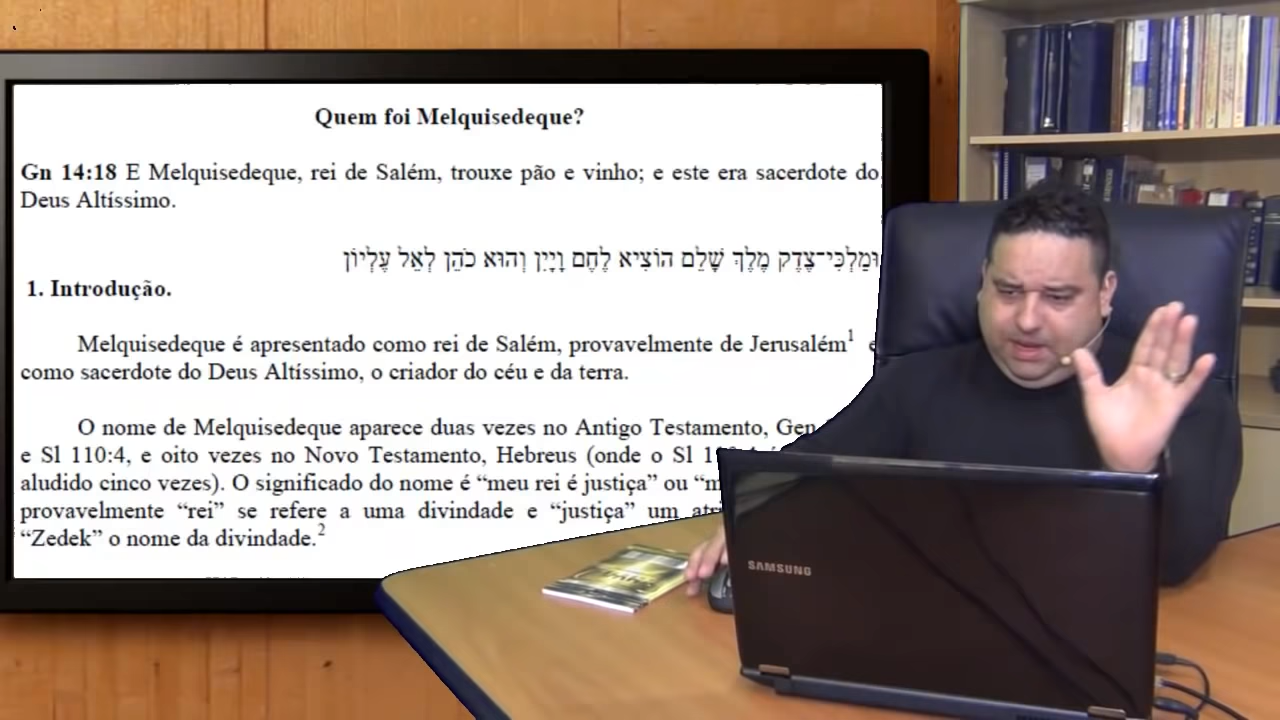 Quem foi Melquisedeque?
Gn 14:18 E Melquisedeque, rei de Salém, trouxe pão e vinho; e este era sacerdote do
Deus Altíssimo.
וּמַלְכִּי־צֶדֶק מֶלֶךְ שָׁלֵם הוֹצִיא לֶחֶם וָיָיִן וְהוּא כֹהֵן לְאֵל עֶלְיוֹן
1. Introdução.
Melquisedeque é apresentado como rei de Salém, provavelmente de Jerusalém¹ e
como sacerdote do Deus Altíssimo, o criador do céu e da terra.
O nome de Melquisedeque aparece duas vezes no Antigo Testamento, Gen
e Sl 110:4, e oito vezes no Novo Testamento, Hebreus (onde o Sl
aludido cinco vezes). O significado do nome é “meu rei é justiça” ou
provavelmente “rei” se refere a uma divindade e “justiça” um
“Zedek” o nome da divindade.²
SAMSUNG